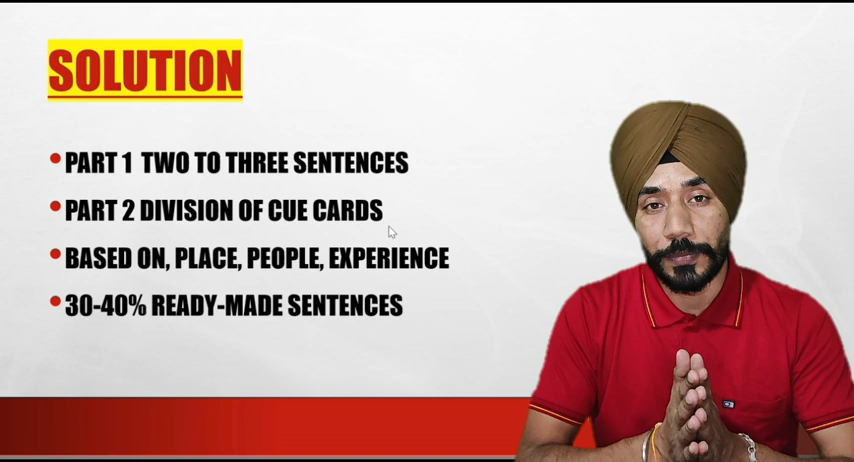 SOLUTION
•PART 1 TWO TO THREE SENTENCES
•PART 2 DIVISION OF CUE CARDS
•BASED ON, PLACE, PEOPLE, EXPERIENCE
•30-40% READY-MADE SENTENCES